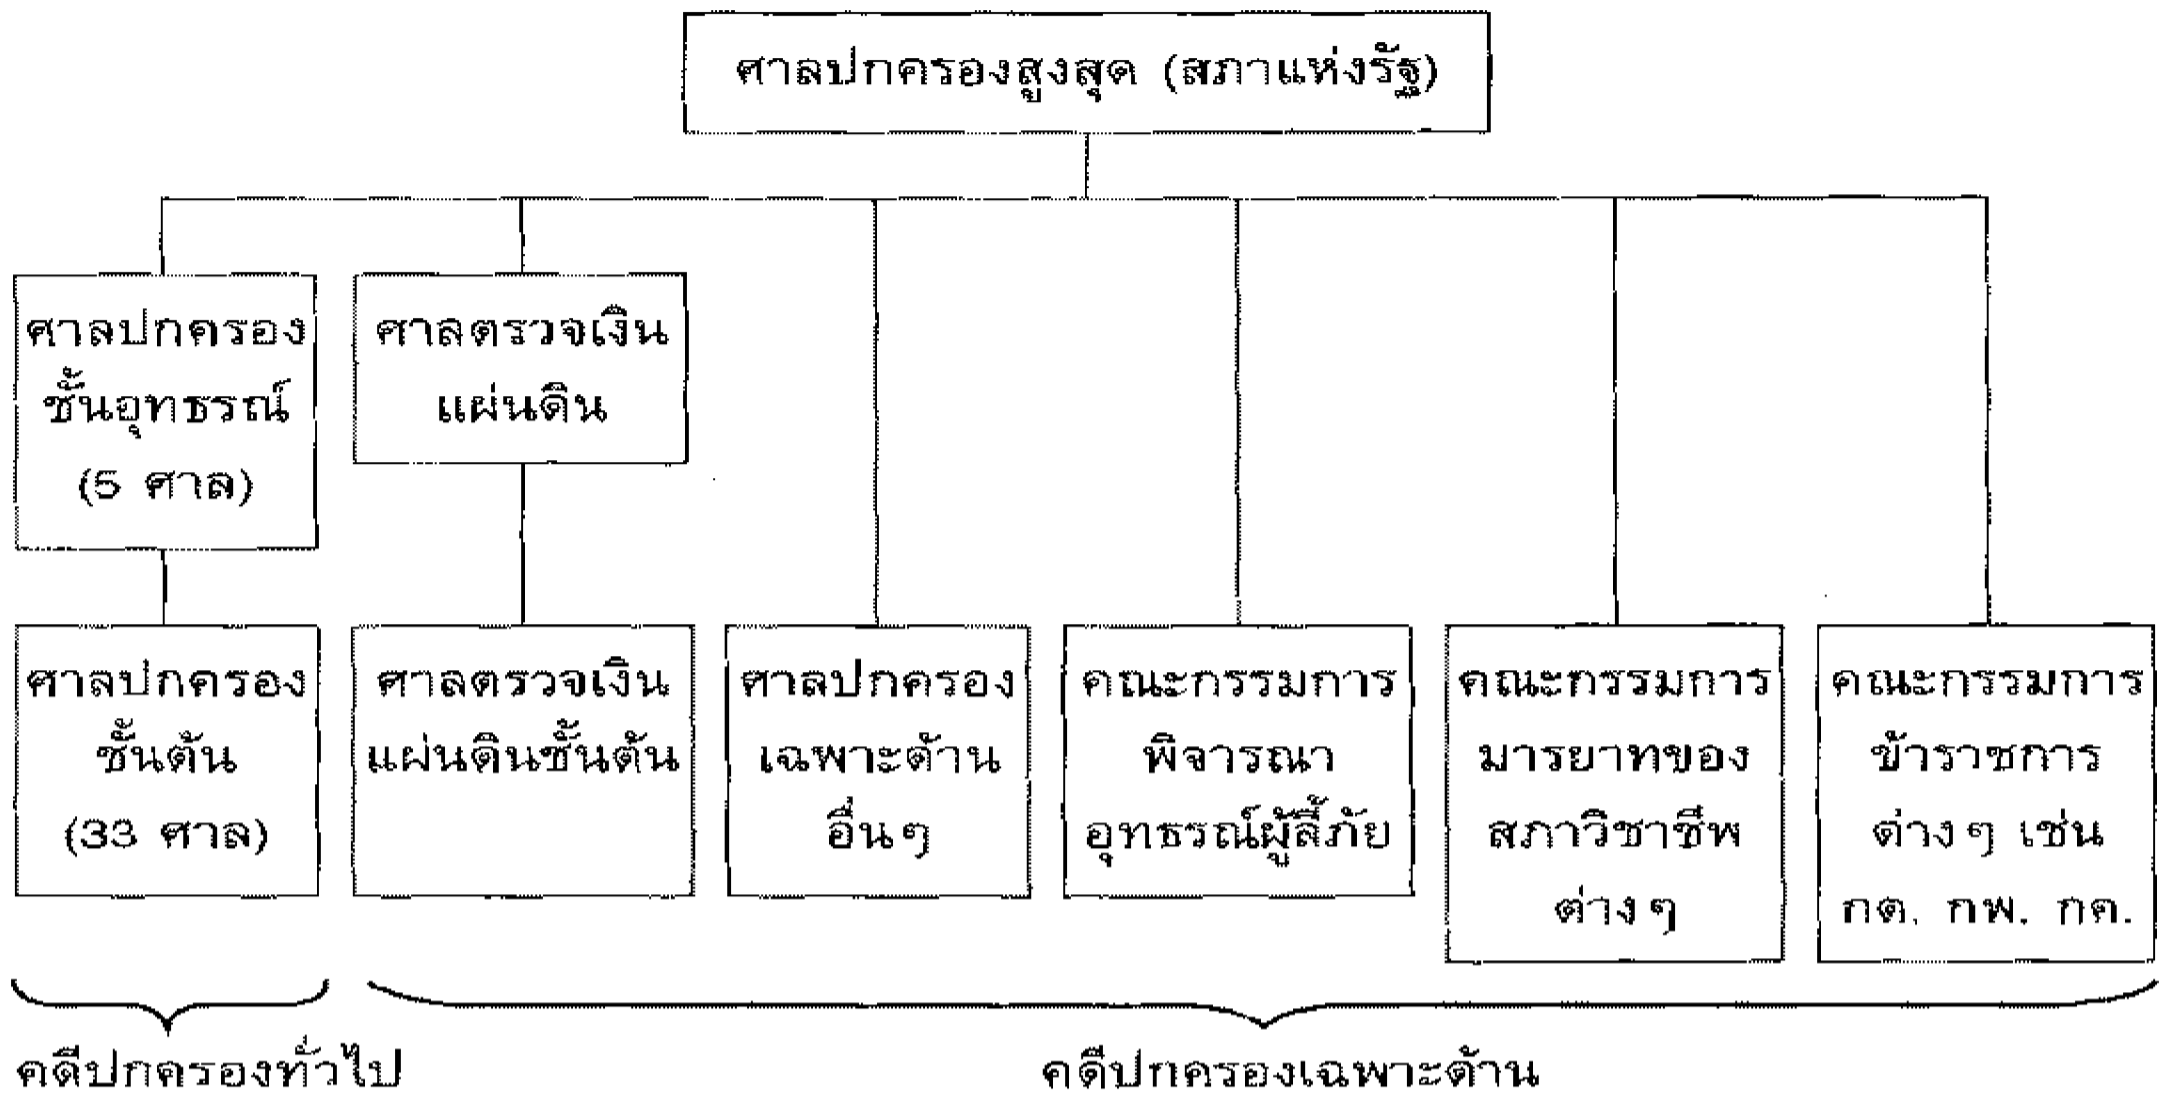 ศาลปกครองสูงสุด (สภาแห่งรัฐ)
ศาลปกครอง
ชั้นอุทธรณ์
(5 ศาล)
ศาลตรวจเงิน
แผ่นดิน
ศาลปกครอง
ชั้นต้น
(33 ศาล)
ศาลตรวจเงิน
แผ่นดินชั้นต้น
ศาลปกครอง
เฉพาะด้าน
อื่นๆ
คณะกรรมการ
พิจารณา
อุทธรณ์ผู้ลี้ภัย
คณะกรรมการ
มารยาทของ
สภาวิชาชีพ
ต่างๆ
คณะกรรมการ
ข้าราชการ
ต่างๆ เช่น
กต. กพ. กค.
คดีปกครองทั่วไป
คดีปกครองเฉพาะด้าน